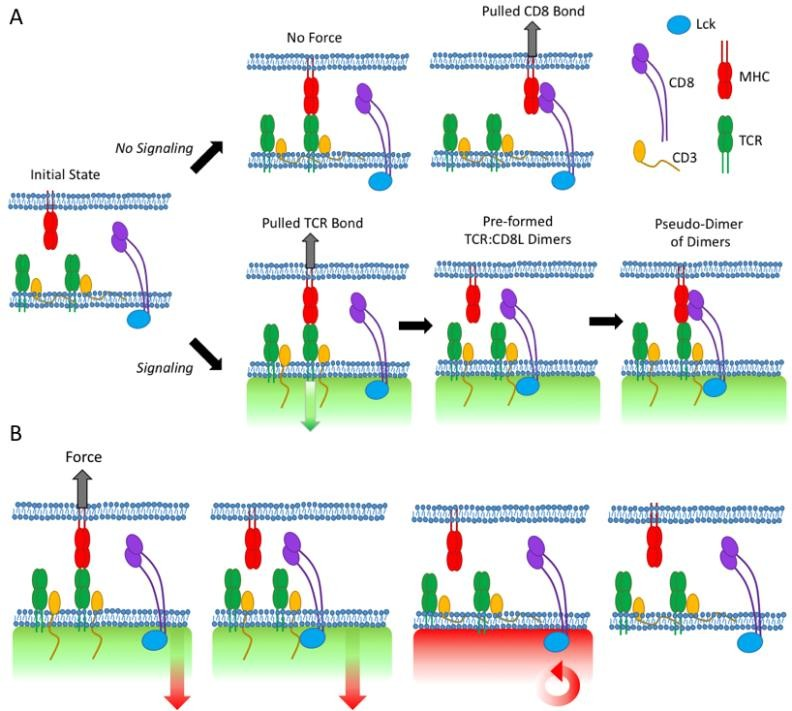 A
No Force
Pulled CD8 Bond
Lck
CD8
MHC
CD3
TCR
No Signaling
Initial State
Signaling
Pulled TCR Bond
Pre-formed
TCR:CD8L Dimers
Pseudo-Dimer
of Dimers
B
Force